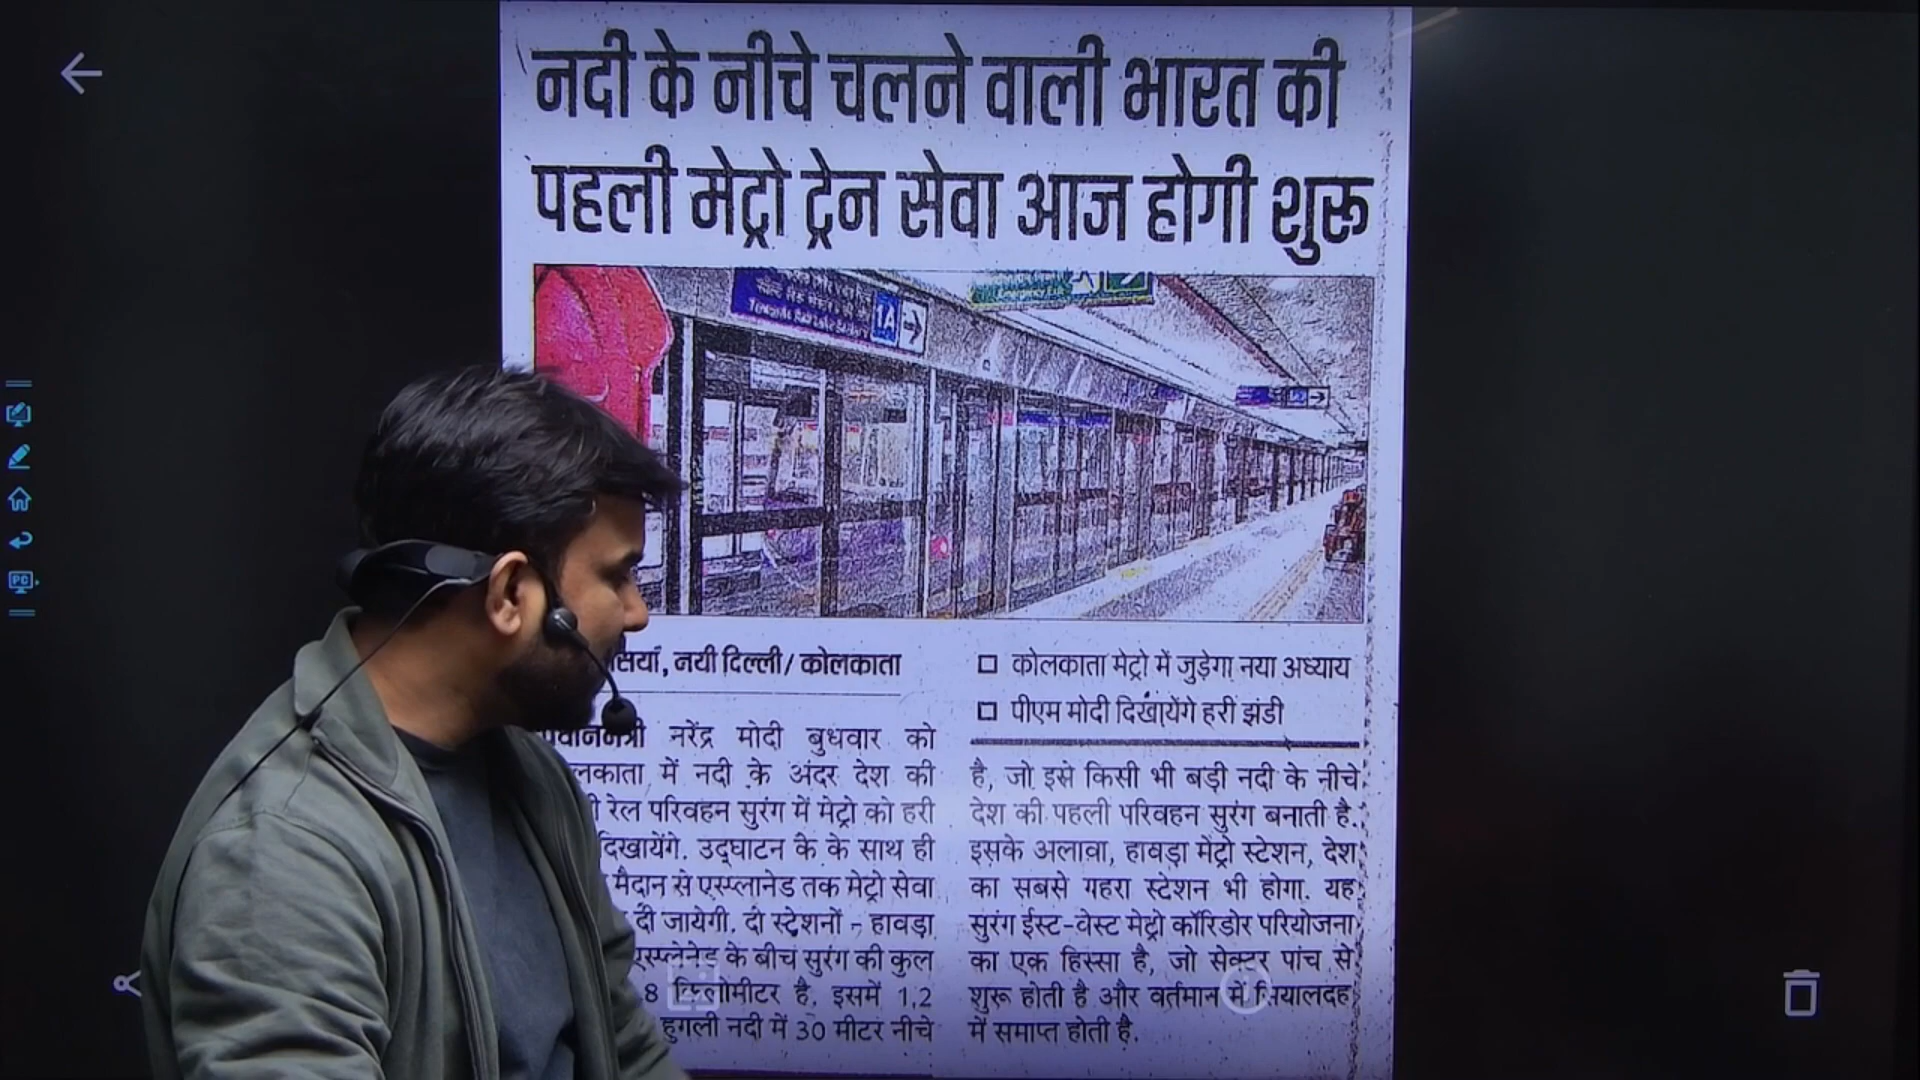 नदी के नीचे चलने वाली भारत की
पहली मेट्रो ट्रेन सेवा आज होगी शुरू
1A
नयी दिल्ली/ कोलकाता
नरेंद्र मोदी बुधवार को
में नदी के अंदर देश की
रेल परिवहन सुरंग में मेट्रो को हरी
दिखायेंगे. उद्घाटन के के साथ ही
मैदान से एस्प्लानेड तक मेट्रो सेवा
दी जायेगी. दो स्टेशनों - हावड़ा
एस्प्लेनेड के बीच सुरंग की कुल
8 किलोमीटर है. इसमें 1.2
हुगली नदी में 30 मीटर नीचे
□ कोलकाता मेट्रो में जुड़ेगा नया अध्याय
□ पीएम मोदी दिखायेंगे हरी झंडी
है, जो इसे किसी भी बड़ी नदी के नीचे
देश की पहली परिवहन सुरंग बनाती है.
इसके अलावा, हावड़ा मेट्रो स्टेशन, देश
का सबसे गहरा स्टेशन भी होगा. यह
सुरंग ईस्ट-वेस्ट मेट्रो कॉरिडोर परियोजना
का एक हिस्सा है, जो सेक्टर पांच से
शुरू होती है और वर्तमान में सियालदह
में समाप्त होती है.
PC